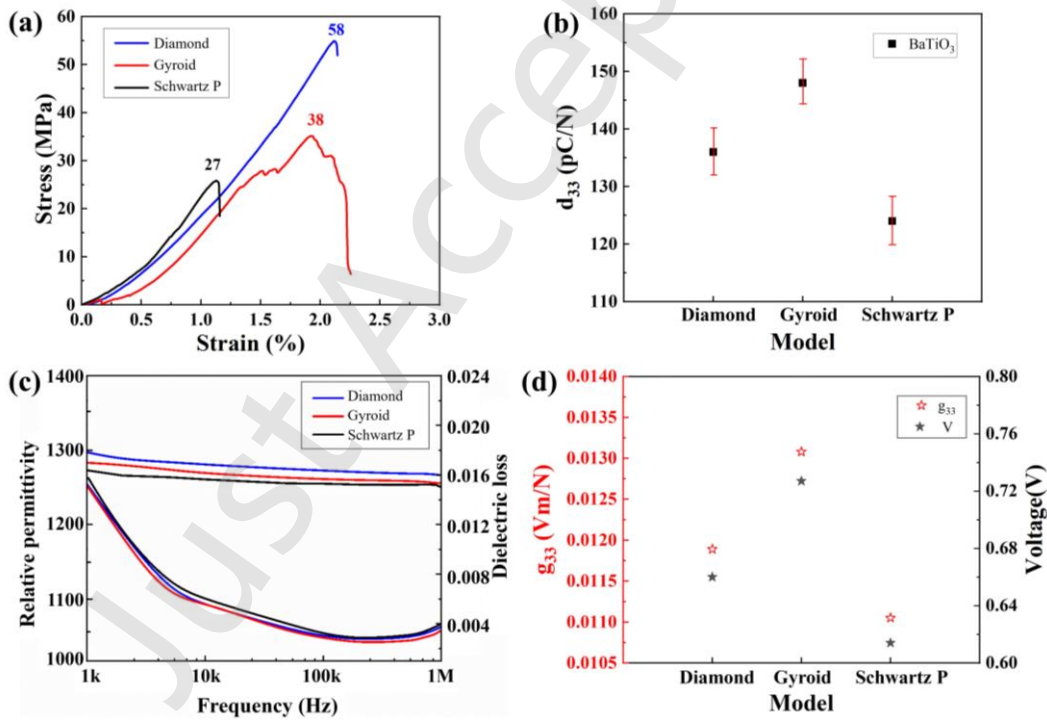 (a)
60
50
40
30
20
10
0
Stress (MPa)
Diamond
Gyroid
Schwartz P
58
38
27
0.0 0.5 1.0 1.5 2.0 2.5 3.0
Strain (%)
(b)
160
150
140
130
120
110
d33 (pC/N)
BaTiO3
Diamond Gyroid Schwartz P
Model
(c)
1400
1300
1200
1100
1000
Relative permittivity
Diamond
Gyroid
Schwartz P
0.024
0.020
0.016
0.012
0.008
0.004
Dielectric loss
1k 10k 100k 1M
Frequency (Hz)
(d)
0.0140
0.0135
0.0130
0.0125
0.0120
0.0115
0.0110
0.0105
g33 (Vm/N)
g33
V
0.80
0.76
0.72
0.68
0.64
0.60
Voltage(V)
Diamond Gyroid Schwartz P
Model
Just Accep